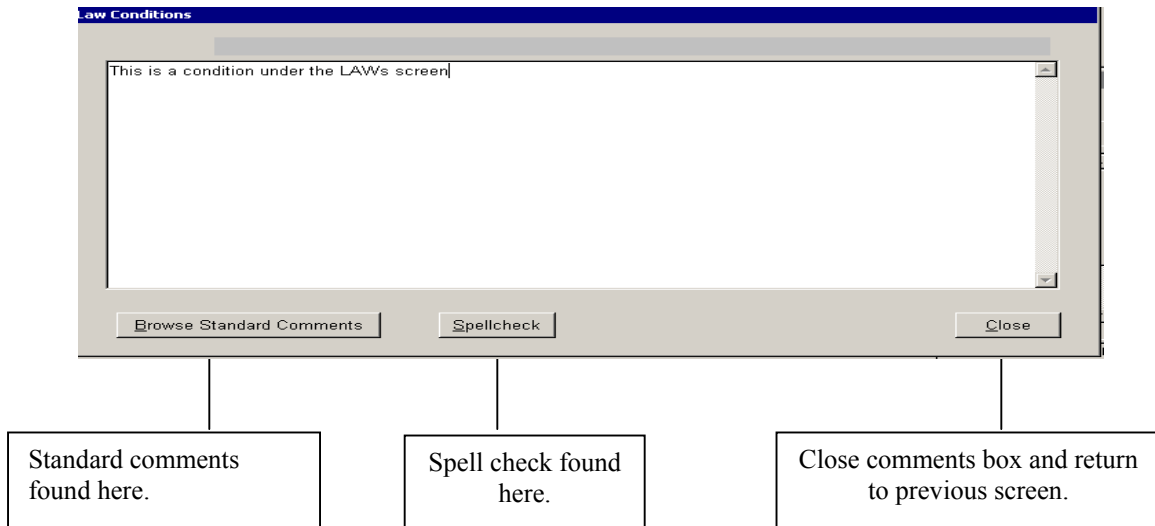 Law Conditions
This is a condition under the LAWs screen
Browse Standard Comments Spellcheck Close
Standard comments
found here.
Spell check found
here.
Close comments box and return
to previous screen.